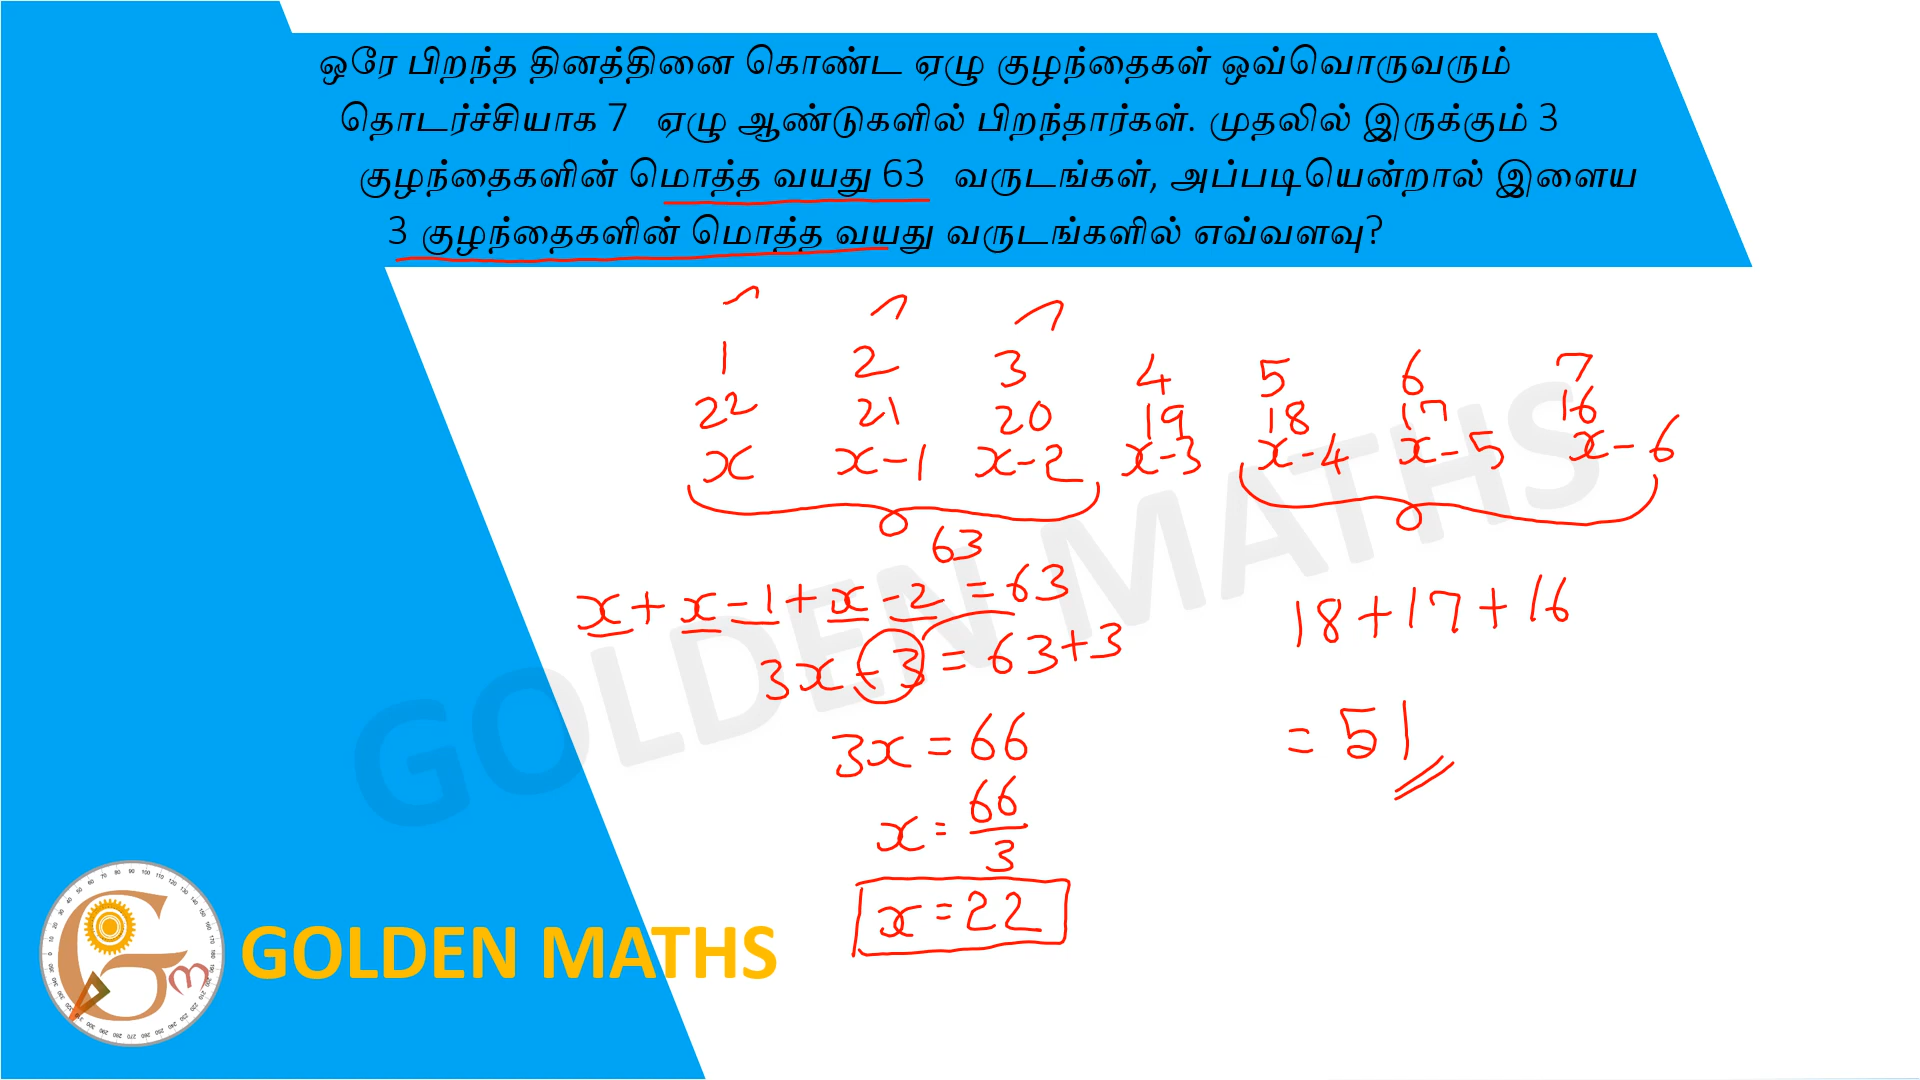 ஒரே பிறந்த தினத்தினை கொண்ட ஏழு குழந்தைகள் ஒவ்வொருவரும்
தொடர்ச்சியாக 7 ஏழு ஆண்டுகளில் பிறந்தார்கள். முதலில் இருக்கும் 3
குழந்தைகளின் மொத்த வயது 63 வருடங்கள், அப்படியென்றால் இளைய
3 குழந்தைகளின் மொத்த வயது வருடங்களில் எவ்வளவு?
1 2 3 4 5 6 7
22 21 20 19 18 17 16
x x-1 x-2 x-3 x-4 x-5 x-6
63
x+x-1+x-2 = 63
18+17+16
3x-3 = 63+3
3x = 66
= 51
x = 66/3
x = 22
GOLDEN MATHS
Gm
GOLDEN MATHS